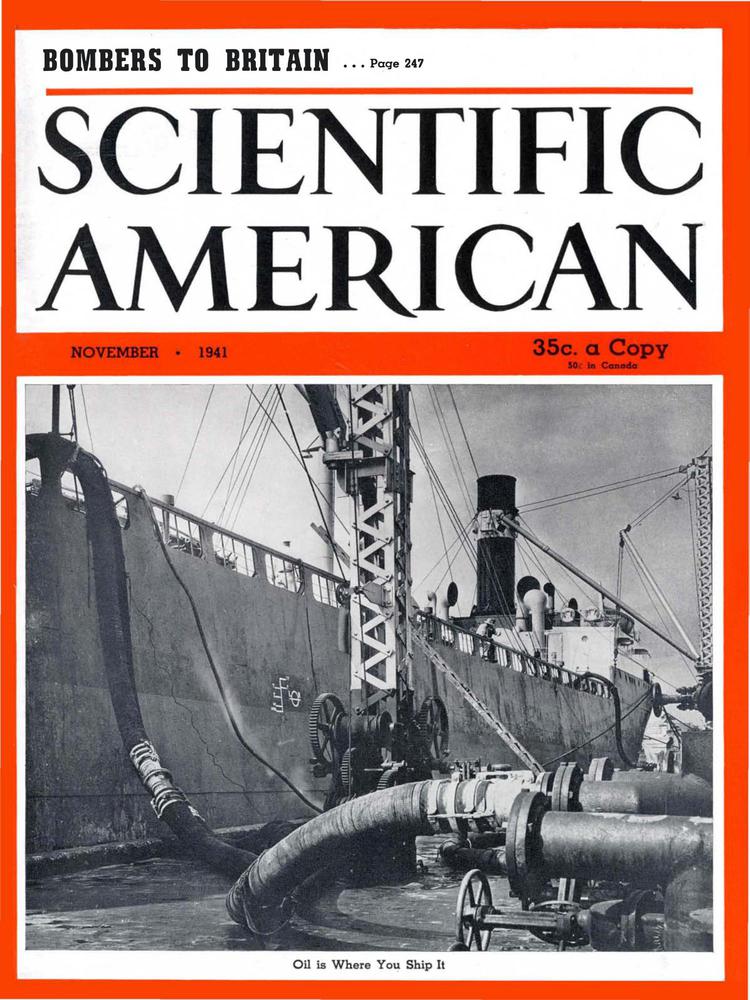 BOMBERS TO BRITAIN ... Page 247
SCIENTIFIC
AMERICAN
NOVEMBER • 1941
35c. a Copy
50c in Canada
Oil is Where You Ship It